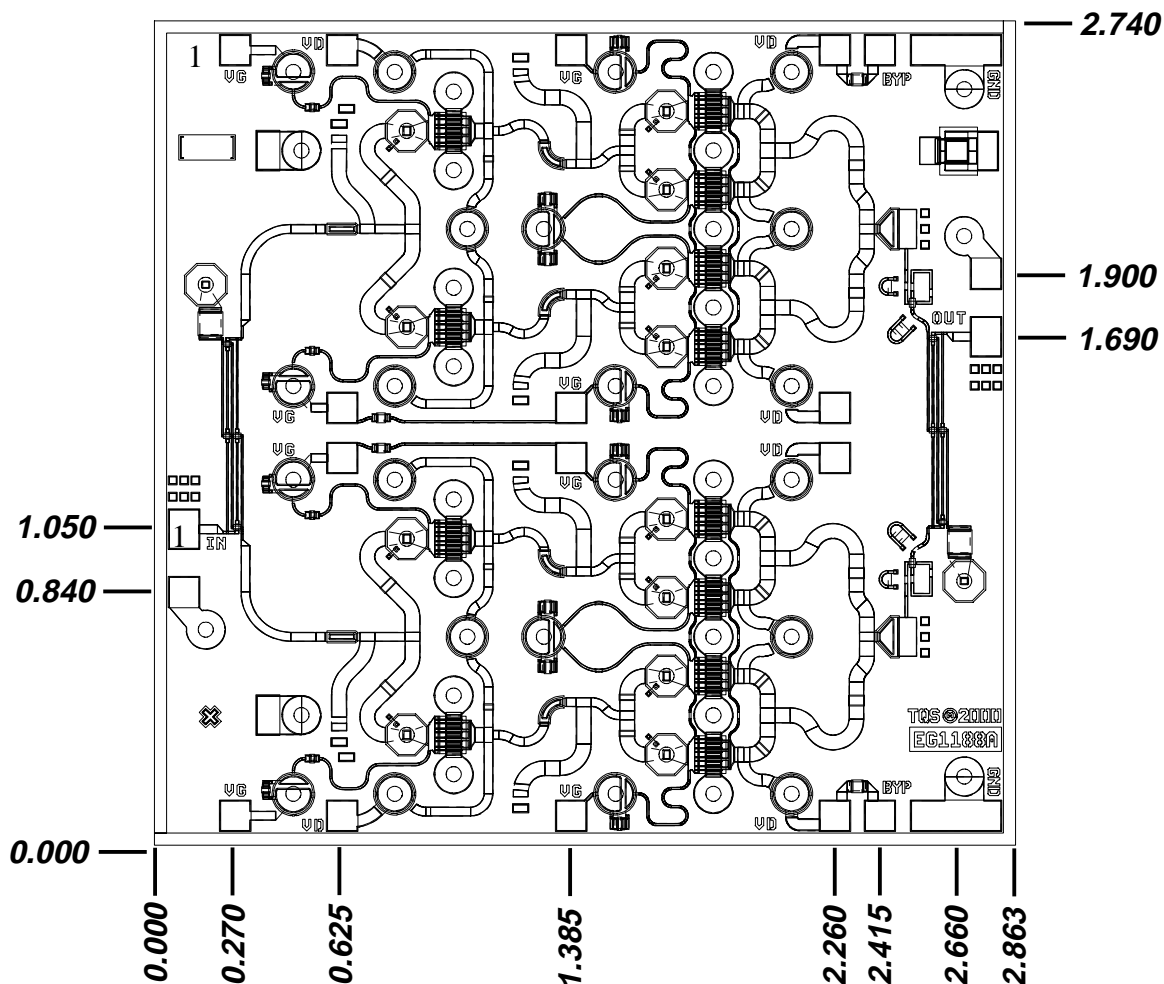 2.740
1
VG
VD
VG
VD
BYP
GND
1.900
OUT
1.690
VG
VG
VD
VG
VG
VD
1.050
1
IN
0.840
TQS©2000
EG1188A
VG
VD
VG
VD
BYP
GND
0.000
0.000
0.270
0.625
1.385
2.260
2.415
2.660
2.863